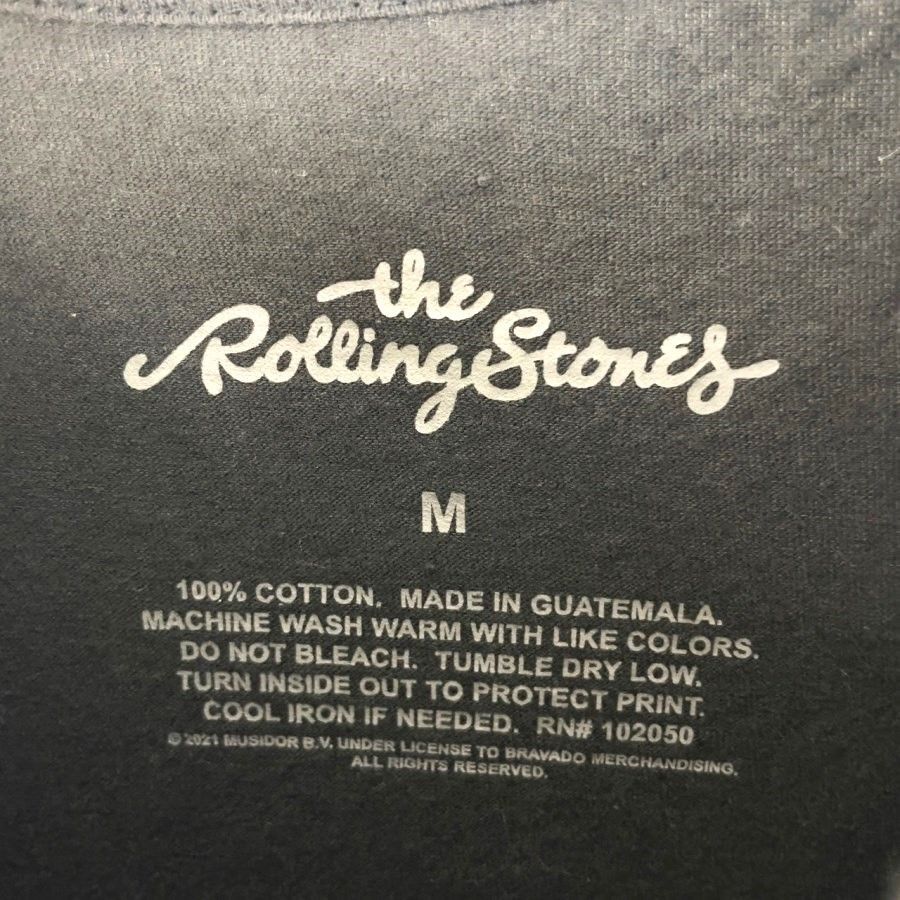 the
Rolling Stones
M
100% COTTON. MADE IN GUATEMALA.
MACHINE WASH WARM WITH LIKE COLORS.
DO NOT BLEACH. TUMBLE DRY LOW.
TURN INSIDE OUT TO PROTECT PRINT.
COOL IRON IF NEEDED. RN# 102050
© 2021 MUSIDOR B.V. UNDER LICENSE TO BRAVADO MERCHANDISING.
ALL RIGHTS RESERVED.